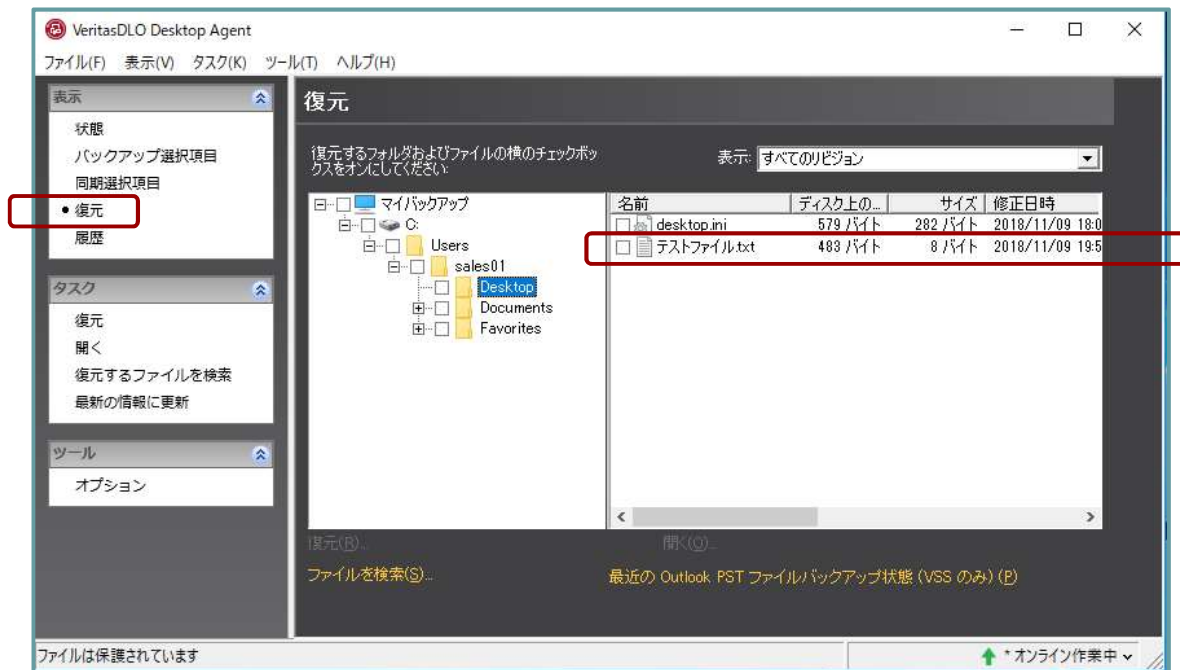 VeritasDLO Desktop Agent
ファイル(F) 表示(V) タスク(K) ツール(T) ヘルプ(H)
表示
状態
バックアップ選択項目
同期選択項目
復元
履歴
タスク
復元
開く
復元するファイルを検索
最新の情報に更新
ツール
オプション
復元
復元するフォルダおよびファイルの横のチェックボッ
クスをオンにしてください:
表示: すべてのリビジョン
マイバックアップ
C:
Users
sales01
Desktop
Documents
Favorites
名前 ディスク上の... サイズ 修正日時
desktop.ini 579 バイト 282 バイト 2018/11/09 18:0
テストファイル.txt 483 バイト 8 バイト 2018/11/09 19:5
復元(R)... 開く(O)...
ファイルを検索(S)... 最近の Outlook PST ファイルバックアップ状態 (VSS のみ) (P)
ファイルは保護されています * オンライン作業中